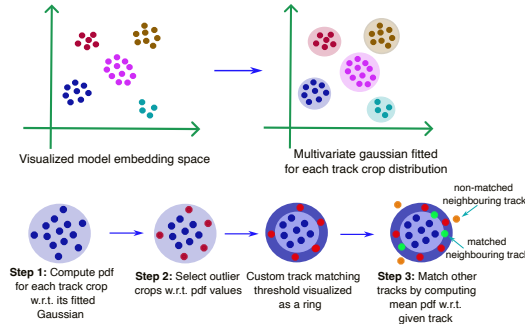 Visualized model embedding space
Multivariate gaussian fitted
for each track crop
distribution
non-matched
neighbouring track
matched
neighbouring track
Step 1: Compute pdf
for each track crop
w.r.t. its fitted
Gaussian
Step 2: Select outlier
crops w.r.t. pdf values
Custom track matching
threshold visualized
as a ring
Step 3: Match other
tracks by computing
mean pdf w.r.t.
given track